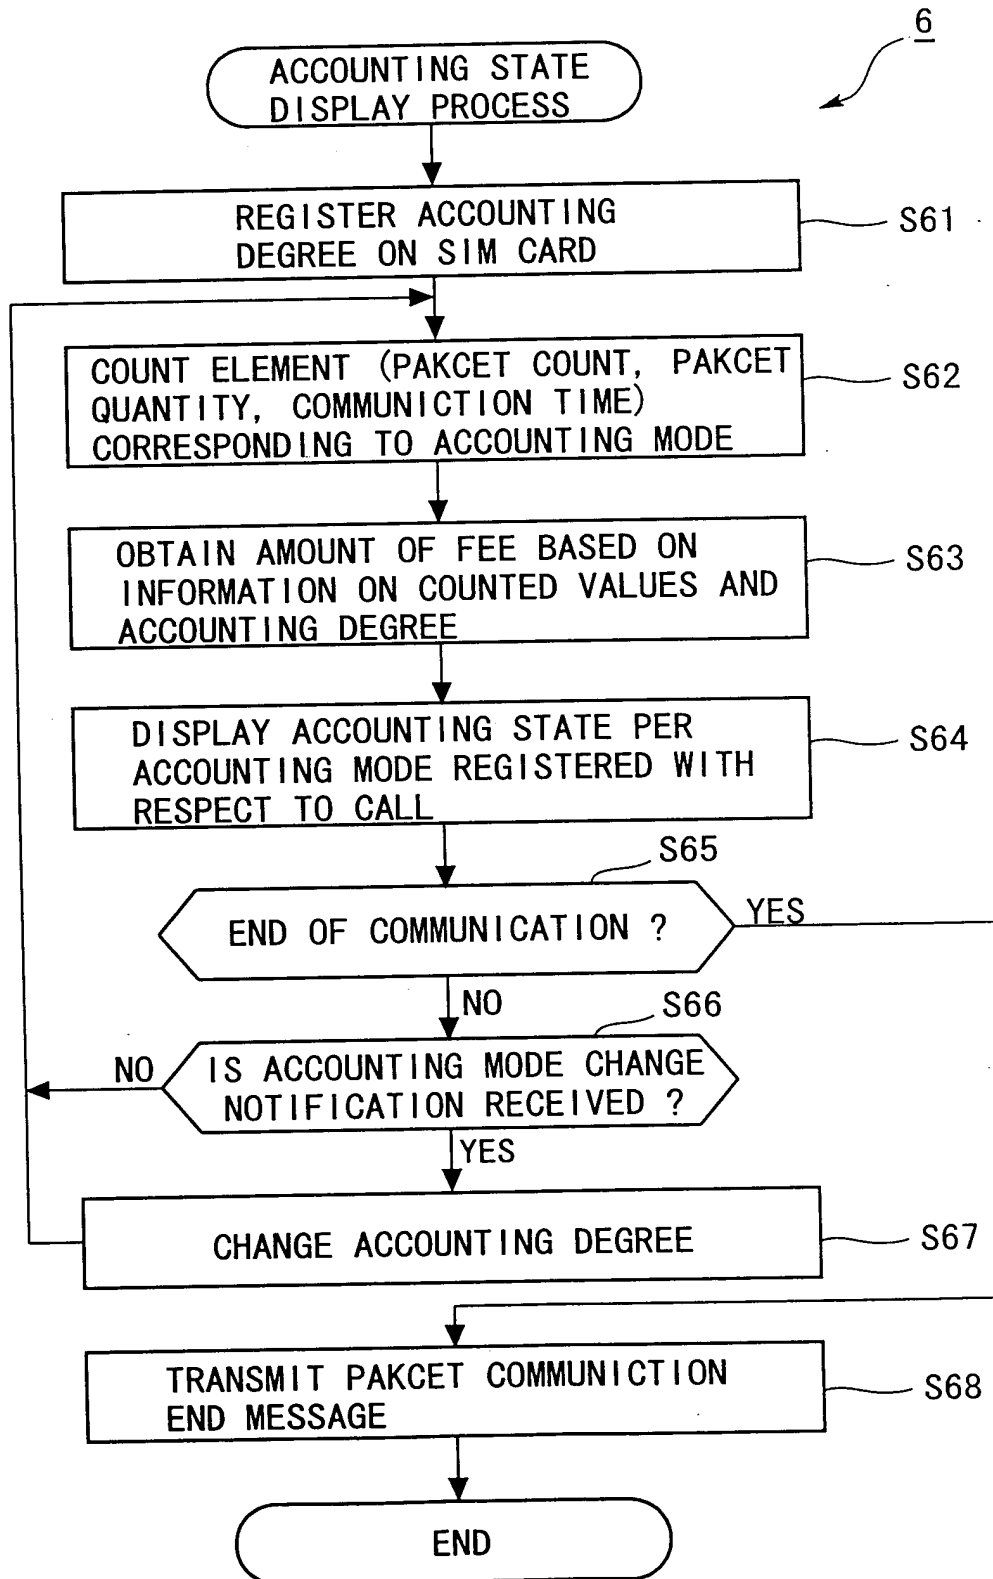 6
ACCOUNTING STATE
DISPLAY PROCESS
REGISTER ACCOUNTING
DEGREE ON SIM CARD
S61
COUNT ELEMENT (PAKCET COUNT, PAKCET
QUANTITY, COMMUNICTION TIME)
CORRESPONDING TO ACCOUNTING MODE
S62
OBTAIN AMOUNT OF FEE BASED ON
INFORMATION ON COUNTED VALUES AND
ACCOUNTING DEGREE
S63
DISPLAY ACCOUNTING STATE PER
ACCOUNTING MODE REGISTERED WITH
RESPECT TO CALL
S64
S65
END OF COMMUNICATION ?
YES
NO
S66
NO
IS ACCOUNTING MODE CHANGE
NOTIFICATION RECEIVED ?
YES
CHANGE ACCOUNTING DEGREE
S67
TRANSMIT PAKCET COMMUNICTION
END MESSAGE
S68
END